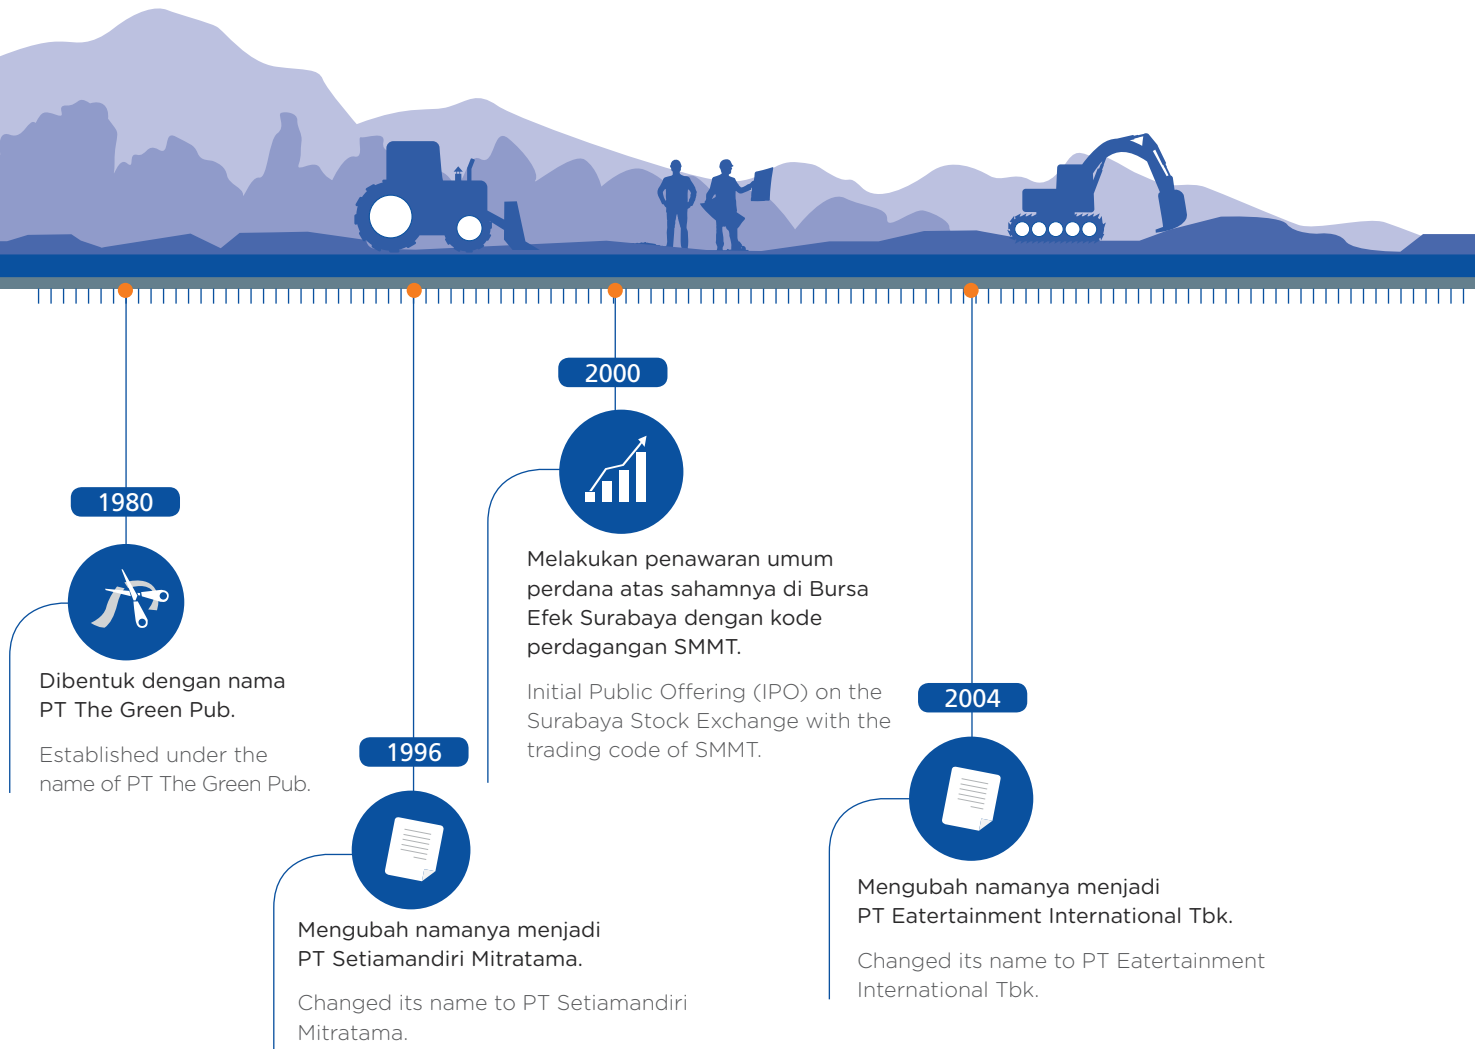 1980
Dibentuk dengan nama
PT The Green Pub.
Established under the
name of PT The Green Pub.
1996
Mengubah namanya menjadi
PT Setiamandiri Mitratama.
Changed its name to PT Setiamandiri
Mitratama.
2000
Melakukan penawaran umum
perdana atas sahamnya di Bursa
Efek Surabaya dengan kode
perdagangan SMMT.
Initial Public Offering (IPO) on the
Surabaya Stock Exchange with the
trading code of SMMT.
2004
Mengubah namanya menjadi
PT Eatertainment International Tbk.
Changed its name to PT Eatertainment
International Tbk.